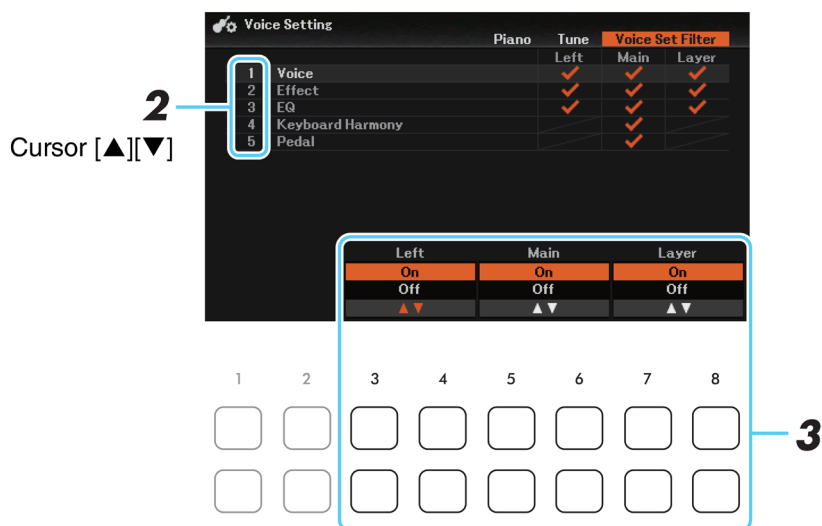 Voice Setting
Piano Tune Voice Set Filter
Left Main Layer
1 Voice
2 Effect
3 EQ
4 Keyboard Harmony
5 Pedal
2
Cursor [▲][▼]
Left Main Layer
On On On
Off Off Off
▲▼ ▲▼ ▲▼
1 2 3 4 5 6 7 8
3